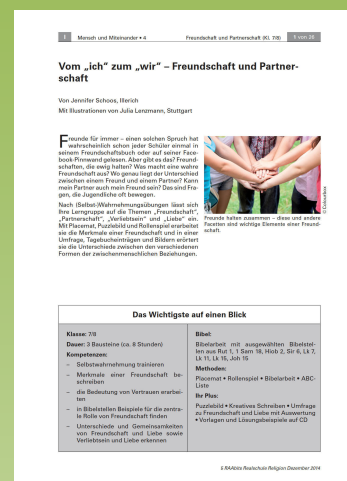 I Mensch und Miteinander • 4 Freundschaft und Partnerschaft (Kl. 7/8) 1 von 26
Vom „ich“ zum „wir“ – Freundschaft und Partner-
schaft
Von Jennifer Schoos, Illerich
Mit Illustrationen von Julia Lenzmann, Stuttgart
Freunde für immer – einen solchen Spruch hat
wahrscheinlich schon jeder Schüler einmal in
seinem Freundschaftsbuch oder auf seiner Face-
book-Pinnwand gelesen. Aber gibt es das? Freund-
schaften, die ewig halten? Was macht eine wahre
Freundschaft aus? Wo genau liegt der Unterschied
zwischen einem Freund und einem Partner? Kann
mein Partner auch mein Freund sein? Das sind Fra-
gen, die Jugendliche oft bewegen.
Nach (Selbst-)Wahrnehmungsübungen lässt sich
Ihre Lerngruppe auf die Themen „Freundschaft“,
„Partnerschaft“, „Verliebtsein“ und „Liebe“ ein.
Mit Placemat, Puzzlebild und Rollenspiel erarbeitet
sie die Merkmale einer Freundschaft und in einer
Umfrage, Tagebucheinträgen und Bildern erörtert
sie die Unterschiede zwischen den verschiedenen
Formen der zwischenmenschlichen Beziehungen.
© Colourbox
Freunde halten zusammen – diese und andere
Facetten sind wichtige Elemente einer Freund-
schaft.
Das Wichtigste auf einen Blick
Klasse: 7/8
Dauer: 3 Bausteine (ca. 8 Stunden)
Kompetenzen:
– Selbstwahrnehmung trainieren
– Merkmale einer Freundschaft be-
schreiben
– die Bedeutung von Vertrauen erarbei-
ten
– in Bibelstellen Beispiele für die zentra-
le Rolle von Freundschaft finden
– Unterschiede und Gemeinsamkeiten
von Freundschaft und Liebe sowie
Verliebtsein und Liebe erkennen
Bibel:
Bibelarbeit mit ausgewählten Bibelstel-
len aus Rut 1, 1 Sam 18, Hiob 2, Sir 6, Lk 7,
Lk 11, Lk 15, Joh 15
Methoden:
Placemat • Rollenspiel • Bibelarbeit • ABC-
Liste
Ihr Plus:
Puzzlebild • Kreatives Schreiben • Umfrage
zu Freundschaft und Liebe mit Auswertung
• Vorlagen und Lösungsbeispiele auf CD
5 RAAbits Realschule Religion Dezember 2014